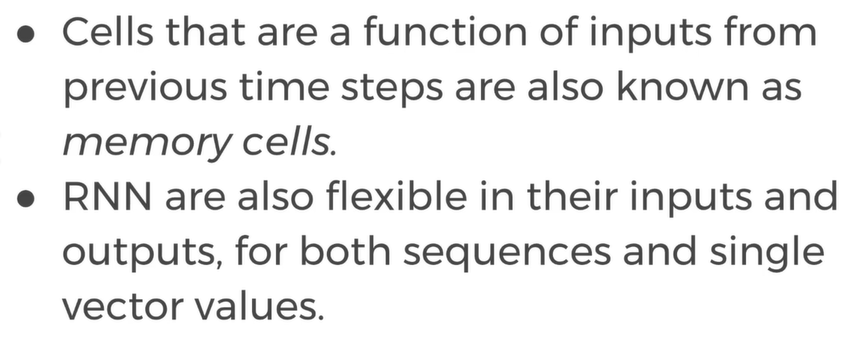 ● Cells that are a function of inputs from
previous time steps are also known as
memory cells.
● RNN are also flexible in their inputs and
outputs, for both sequences and single
vector values.